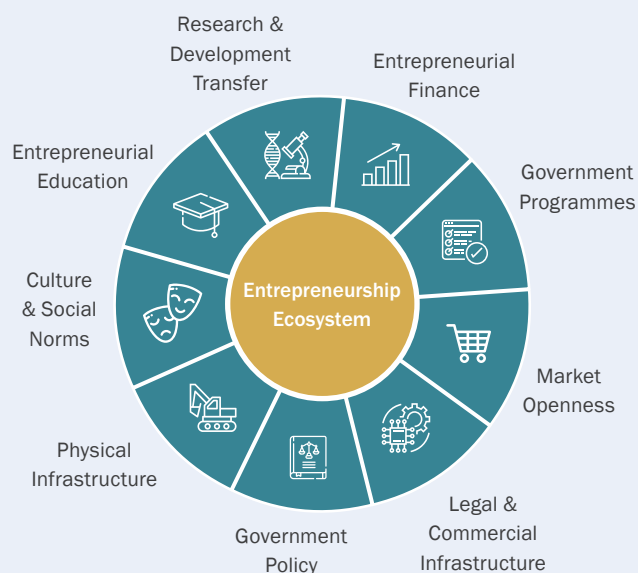 Research &
Development
Transfer
Entrepreneurial
Finance
Government
Programmes
Market
Openness
Legal &
Commercial
Infrastructure
Government
Policy
Physical
Infrastructure
Culture
& Social
Norms
Entrepreneurial
Education
Entrepreneurship
Ecosystem